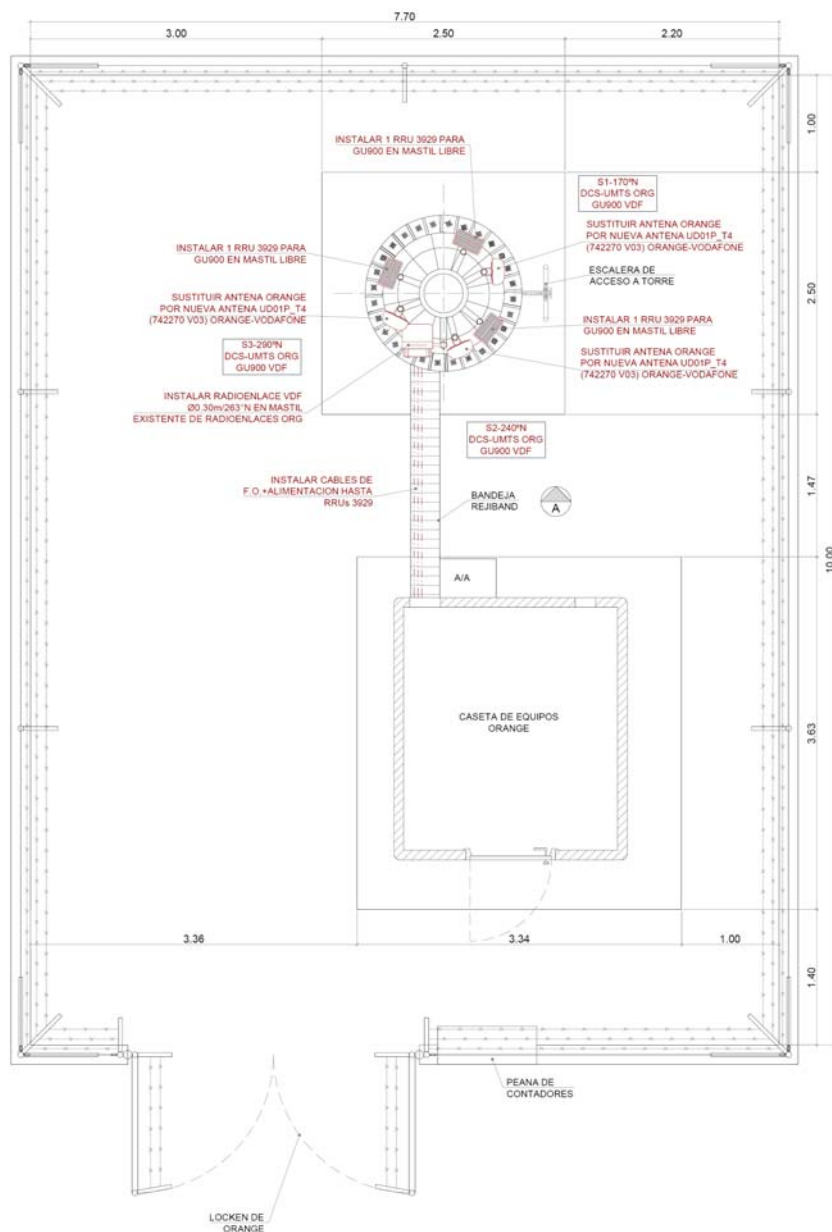 7.70
3.00
2.50
2.20
1.00
INSTALAR 1 RRU 3929 PARA
GU900 EN MASTIL LIBRE
S1-170ºN
DCS-UMTS ORG
GU900 VDF
SUSTITUIR ANTENA ORANGE
POR NUEVA ANTENA UD01P_T4
(742270 V03) ORANGE-VODAFONE
INSTALAR 1 RRU 3929 PARA
GU900 EN MASTIL LIBRE
ESCALERA DE
ACCESO A TORRE
2.50
SUSTITUIR ANTENA ORANGE
POR NUEVA ANTENA UD01P_T4
(742270 V03) ORANGE-VODAFONE
INSTALAR 1 RRU 3929 PARA
GU900 EN MASTIL LIBRE
S3-290ºN
DCS-UMTS ORG
GU900 VDF
SUSTITUIR ANTENA ORANGE
POR NUEVA ANTENA UD01P_T4
(742270 V03) ORANGE-VODAFONE
INSTALAR RADIOENLACE VDF
Ø0.30m/263°N EN MASTIL
EXISTENTE DE RADIOENLACES ORG
S2-240ºN
DCS-UMTS ORG
GU900 VDF
INSTALAR CABLES DE
F.O.+ALIMENTACION HASTA
RRUs 3929
BANDEJA
REJIBAND
A
1.47
10.00
A/A
CASETA DE EQUIPOS
ORANGE
3.63
3.36
3.34
1.00
1.40
PEANA DE
CONTADORES
LOCKEN DE
ORANGE